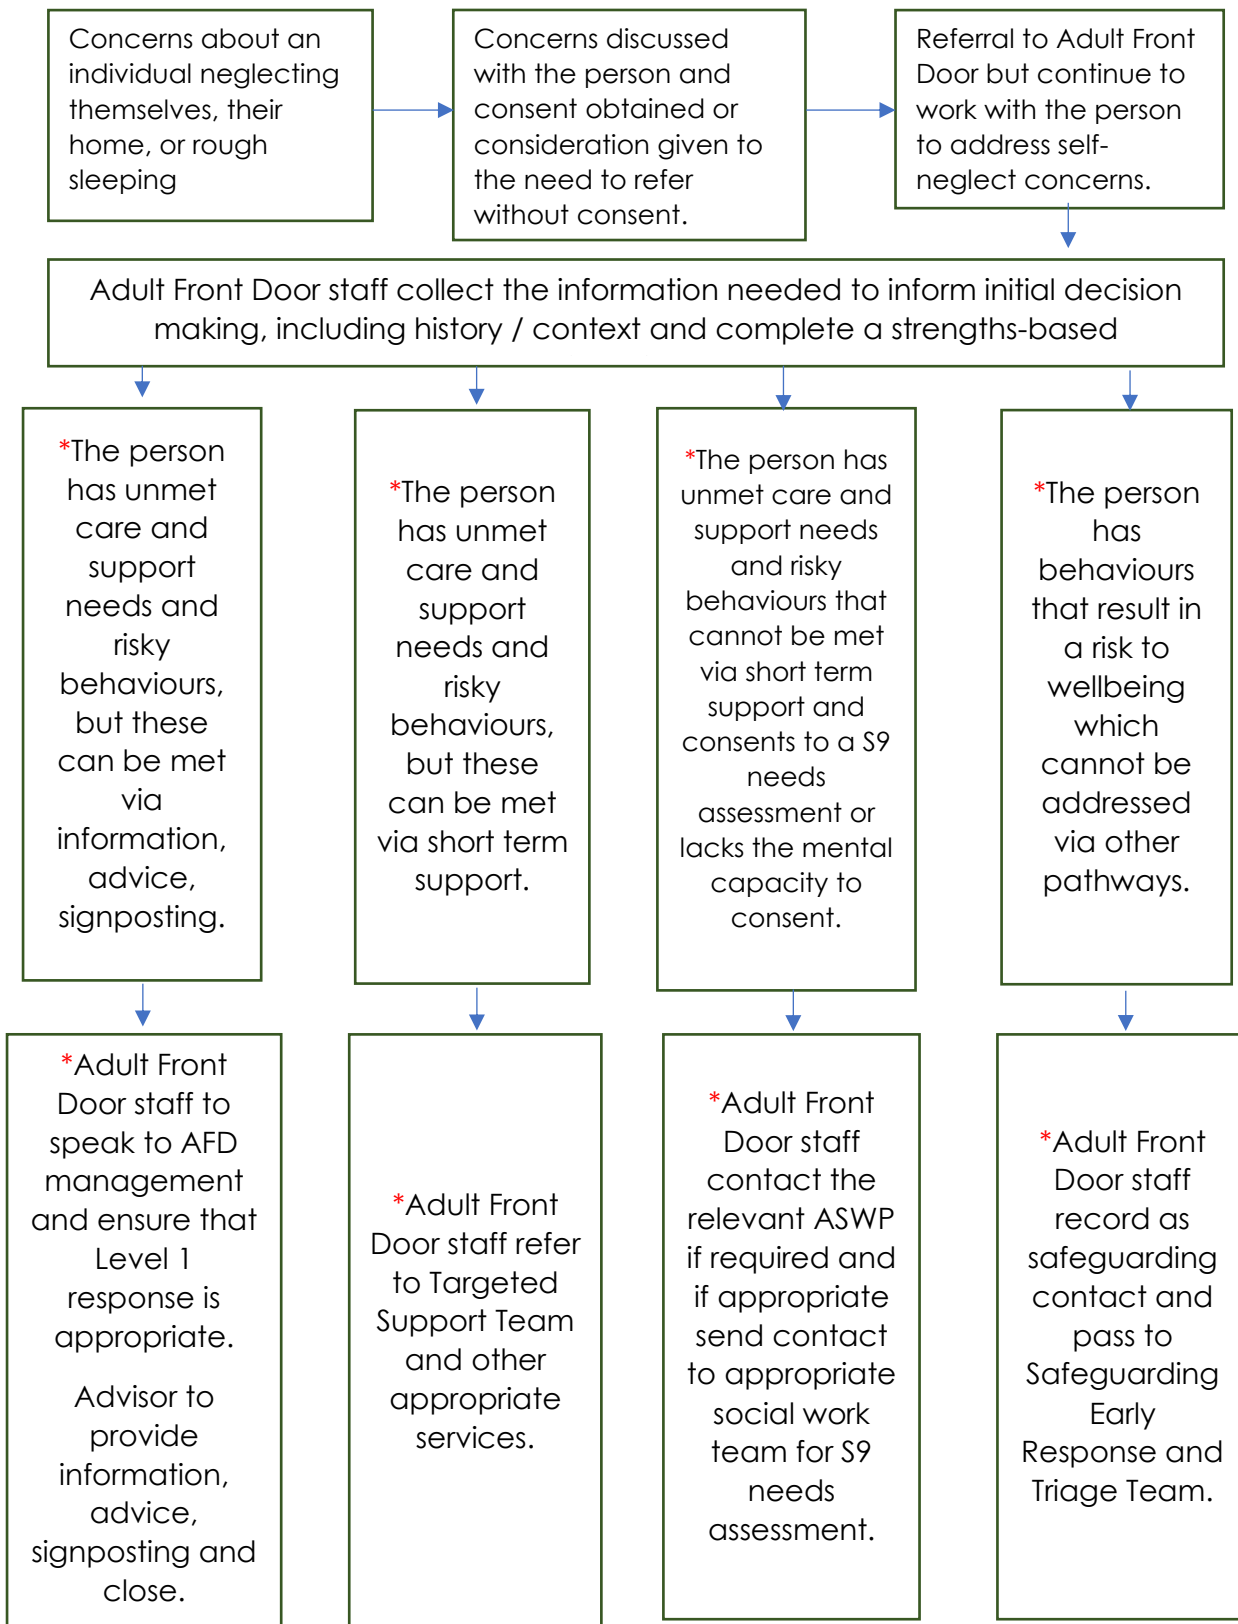 Concerns about an
individual neglecting
themselves, their
home, or rough
sleeping
Concerns discussed
with the person and
consent obtained or
consideration given to
the need to refer
without consent.
Referral to Adult Front
Door but continue to
work with the person
to address self-
neglect concerns.
Adult Front Door staff collect the information needed to inform initial decision
making, including history / context and complete a strengths-based
*The person
has unmet
care and
support
needs and
risky
behaviours,
but these
can be met
via
information,
advice,
signposting.
*The person
has unmet
care and
support
needs and
risky
behaviours,
but these
can be met
via short term
support.
*The person has
unmet care and
support needs
and risky
behaviours that
cannot be met
via short term
support and
consents to a S9
needs
assessment or
lacks the mental
capacity to
consent.
*The person
has
behaviours
that result in
a risk to
wellbeing
which
cannot be
addressed
via other
pathways.
*Adult Front
Door staff to
speak to AFD
management
and ensure that
Level 1
response is
appropriate.
Advisor to
provide
information,
advice,
signposting and
close.
*Adult Front
Door staff refer
to Targeted
Support Team
and other
appropriate
services.
*Adult Front
Door staff
contact the
relevant ASWP
if required and
if appropriate
send contact
to appropriate
social work
team for S9
needs
assessment.
*Adult Front
Door staff
record as
safeguarding
contact and
pass to
Safeguarding
Early
Response and
Triage Team.